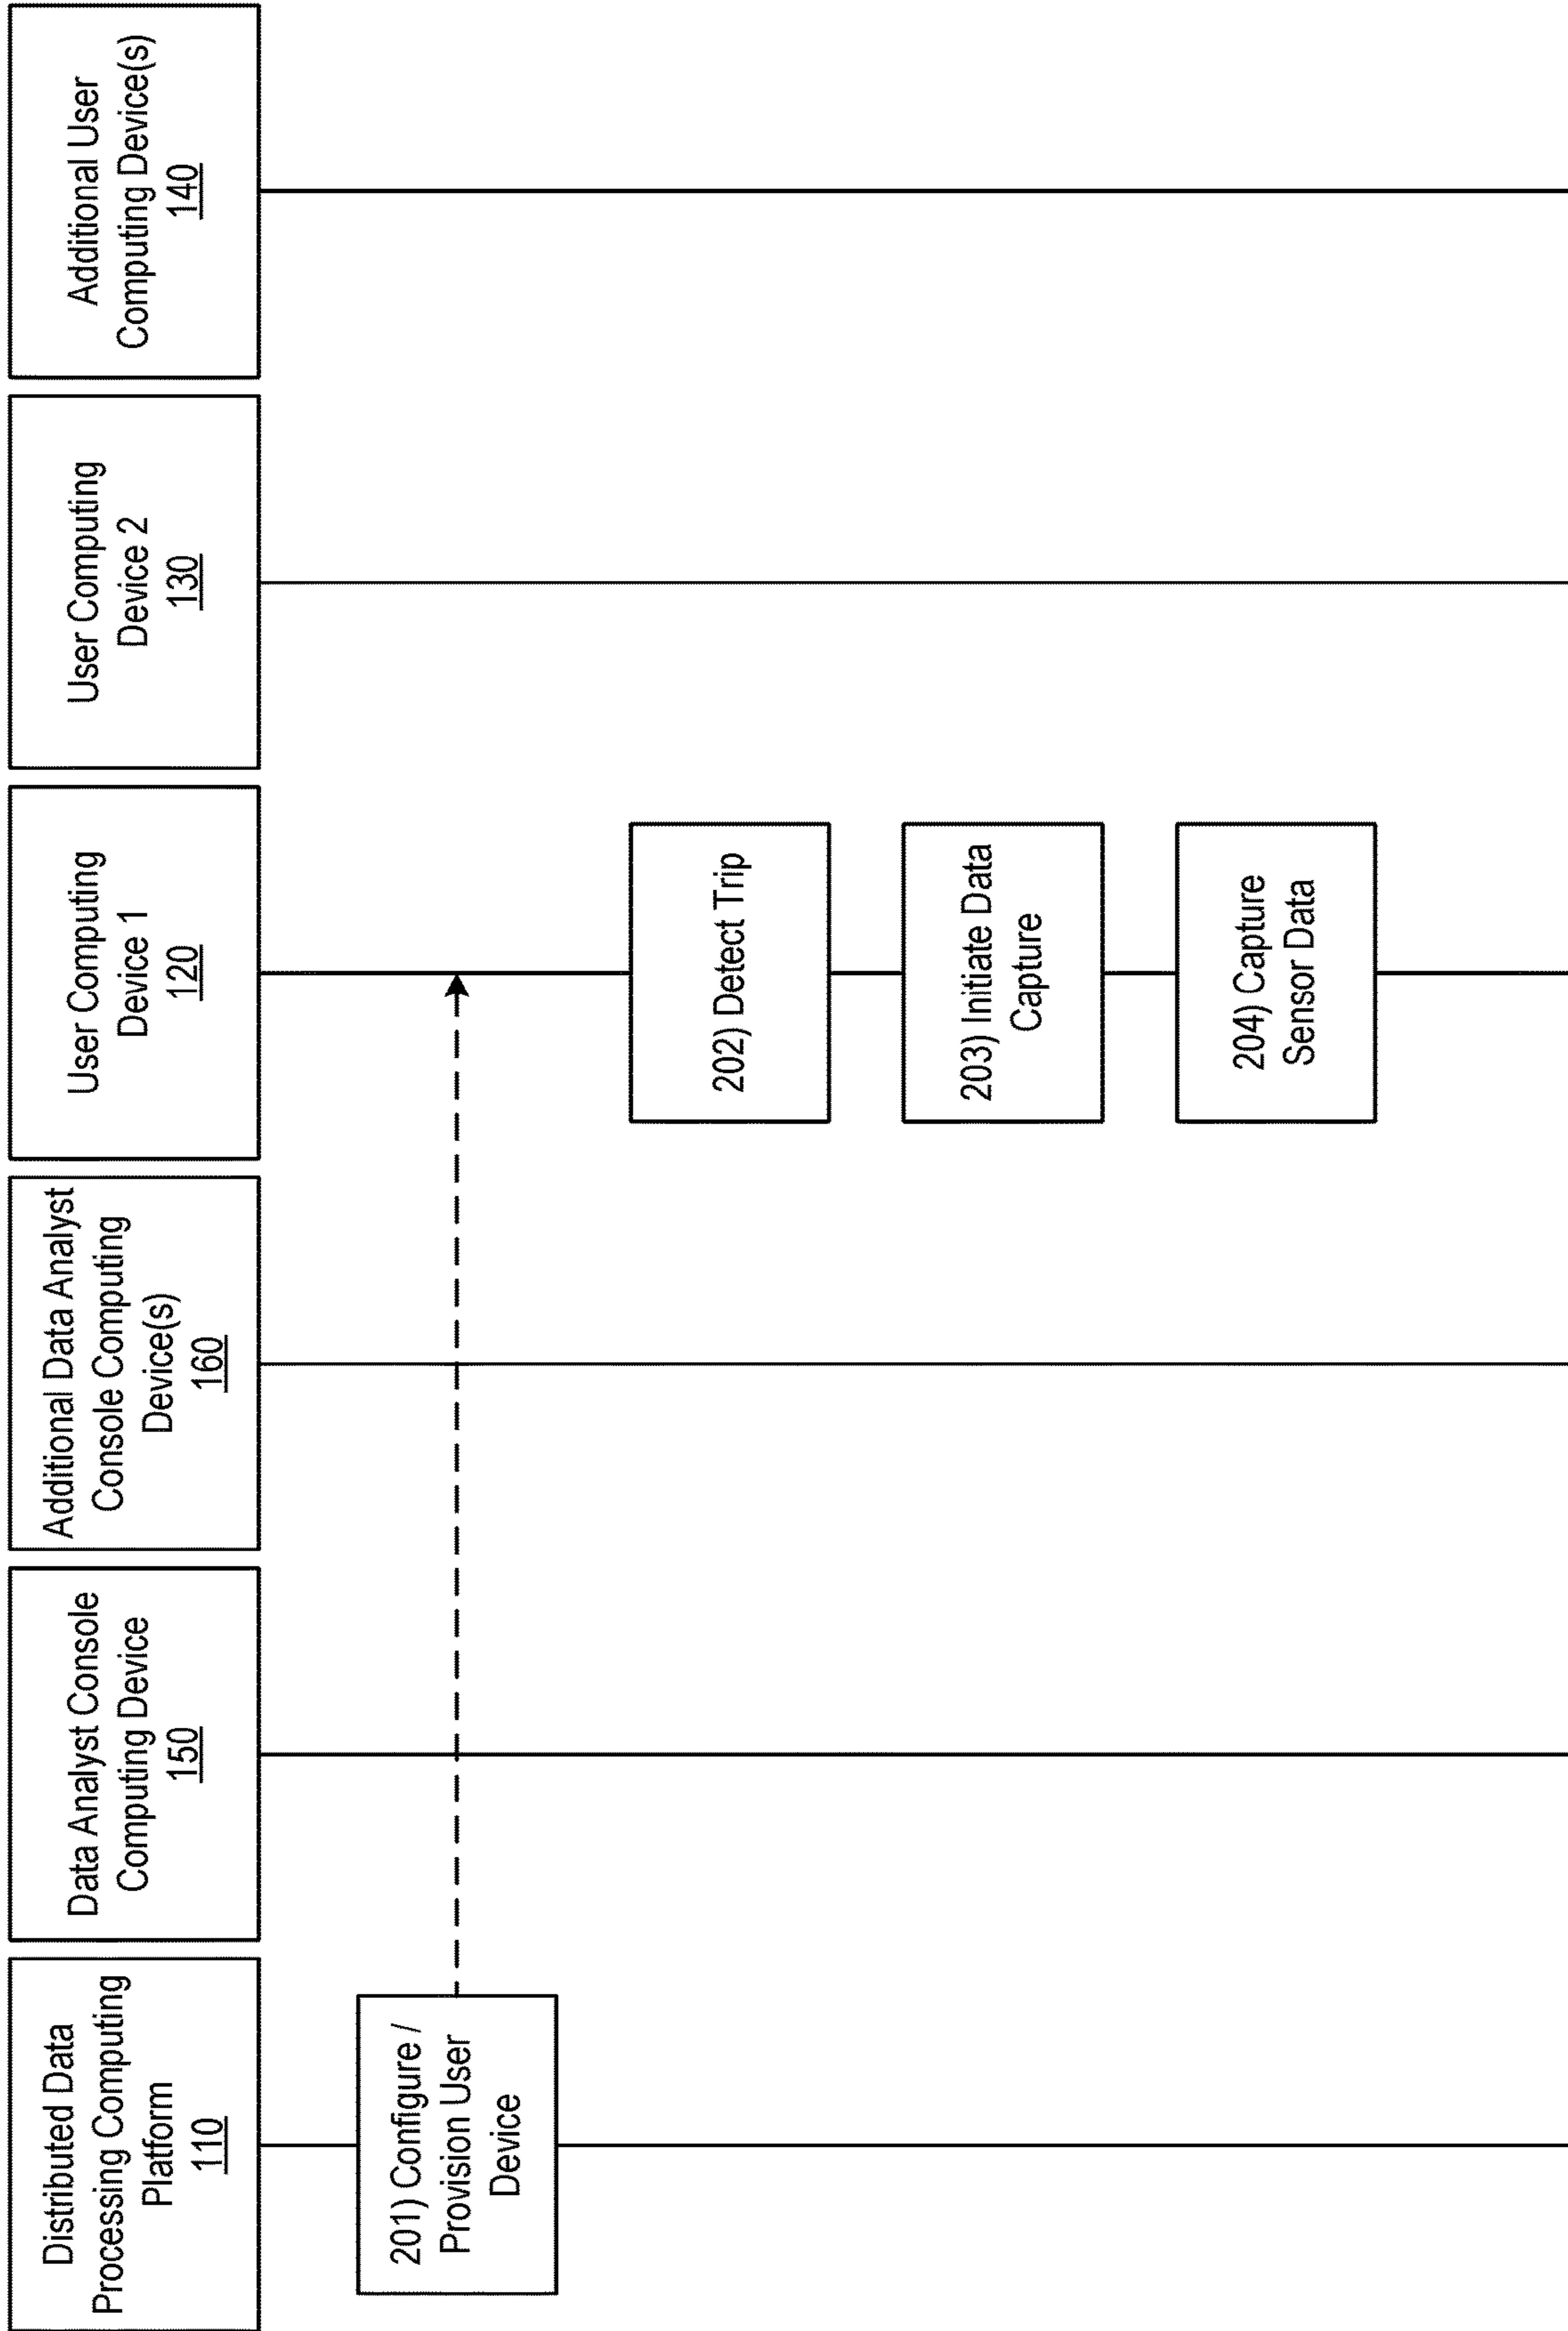 Distributed Data
Processing Computing
Platform
110
Data Analyst Console
Computing Device
150
Additional Data Analyst
Console Computing
Device(s)
160
User Computing
Device 1
120
User Computing
Device 2
130
Additional User
Computing Device(s)
140
201) Configure /
Provision User
Device
202) Detect Trip
203) Initiate Data
Capture
204) Capture
Sensor Data